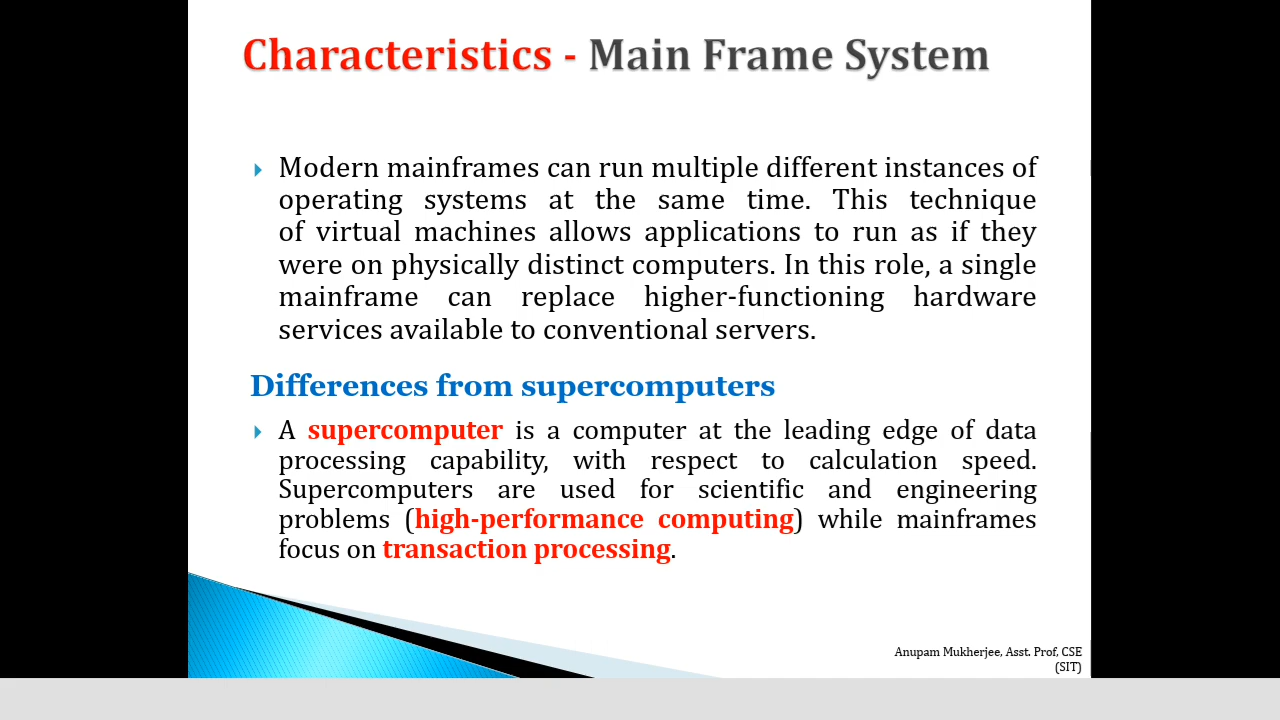 Characteristics - Main Frame System
Modern mainframes can run multiple different instances of
operating systems at the same time. This technique
of virtual machines allows applications to run as if they
were on physically distinct computers. In this role, a single
mainframe can replace higher-functioning hardware
services available to conventional servers.
Differences from supercomputers
A supercomputer is a computer at the leading edge of data
processing capability, with respect to calculation speed.
Supercomputers are used for scientific and engineering
problems (high-performance computing) while mainframes
focus on transaction processing.
Anupam Mukherjee, Asst. Prof, CSE
(SIT)